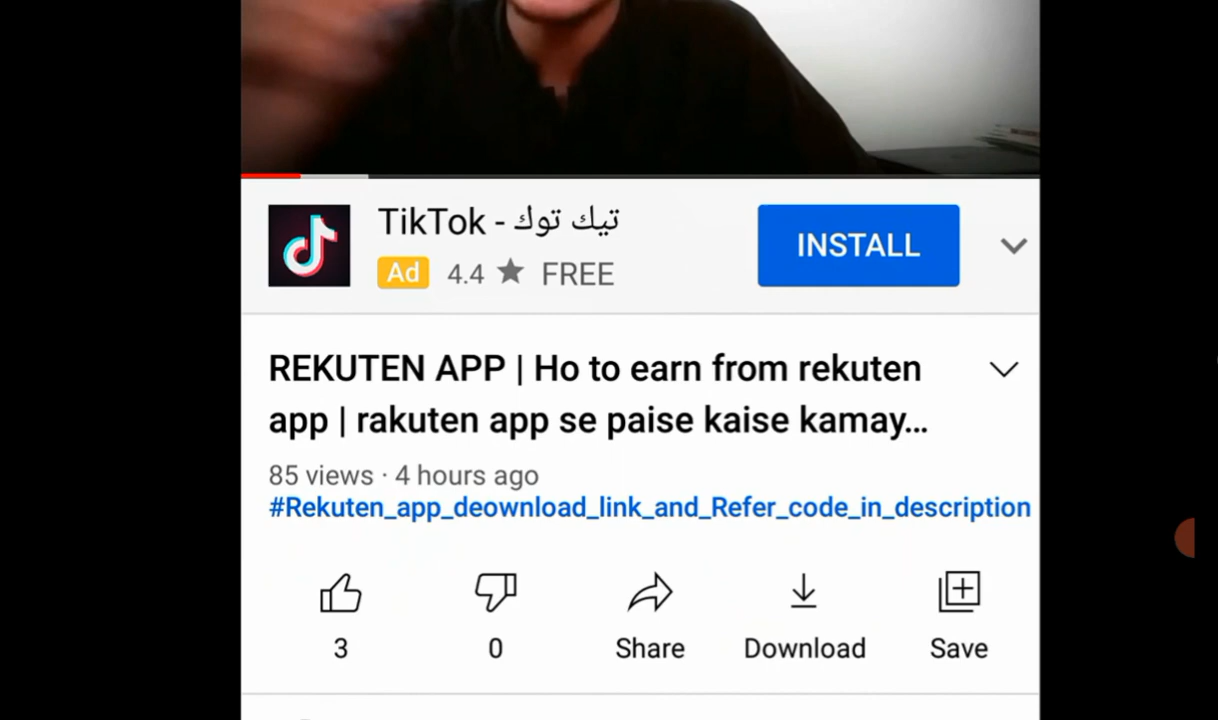 TikTok - تيك توك
INSTALL
Ad 4.4 ★ FREE
REKUTEN APP | Ho to earn from rekuten
app | rakuten app se paise kaise kamay...
85 views · 4 hours ago
#Rekuten_app_deownload_link_and_Refer_code_in_description
3
0
Share
Download
Save